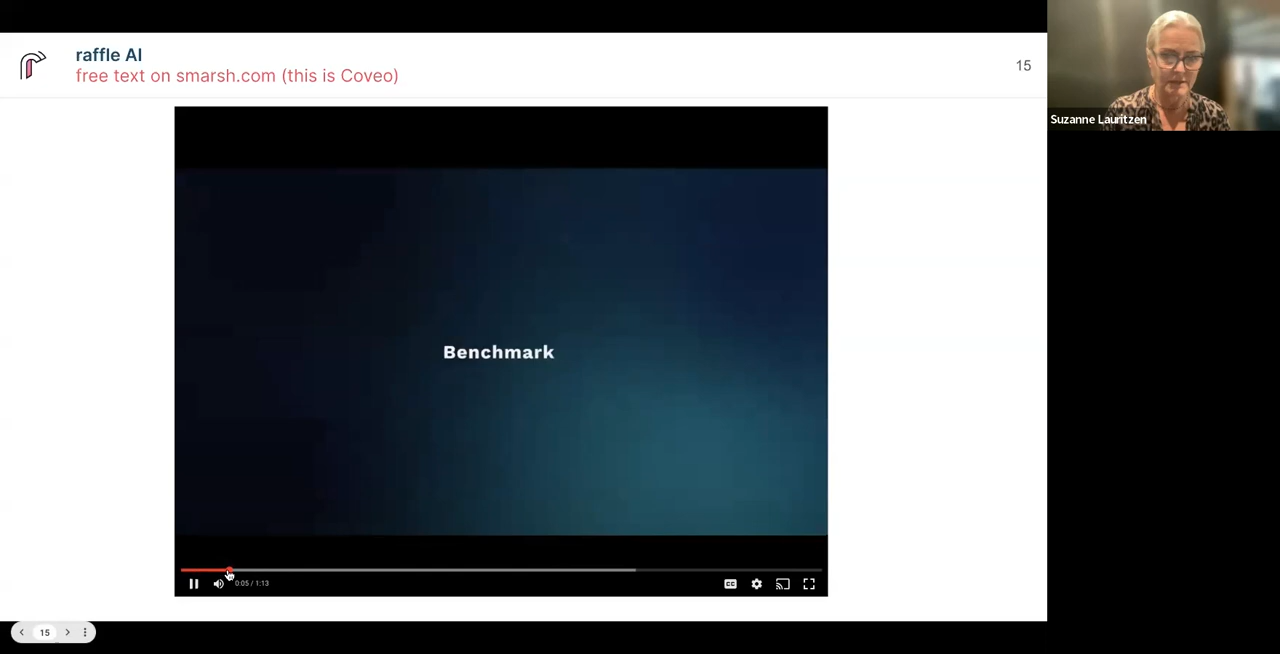 raffle AI
free text on smarsh.com (this is Coveo)
15
Suzanne Lauritzen
Benchmark
0:05 / 1:13
CC
15